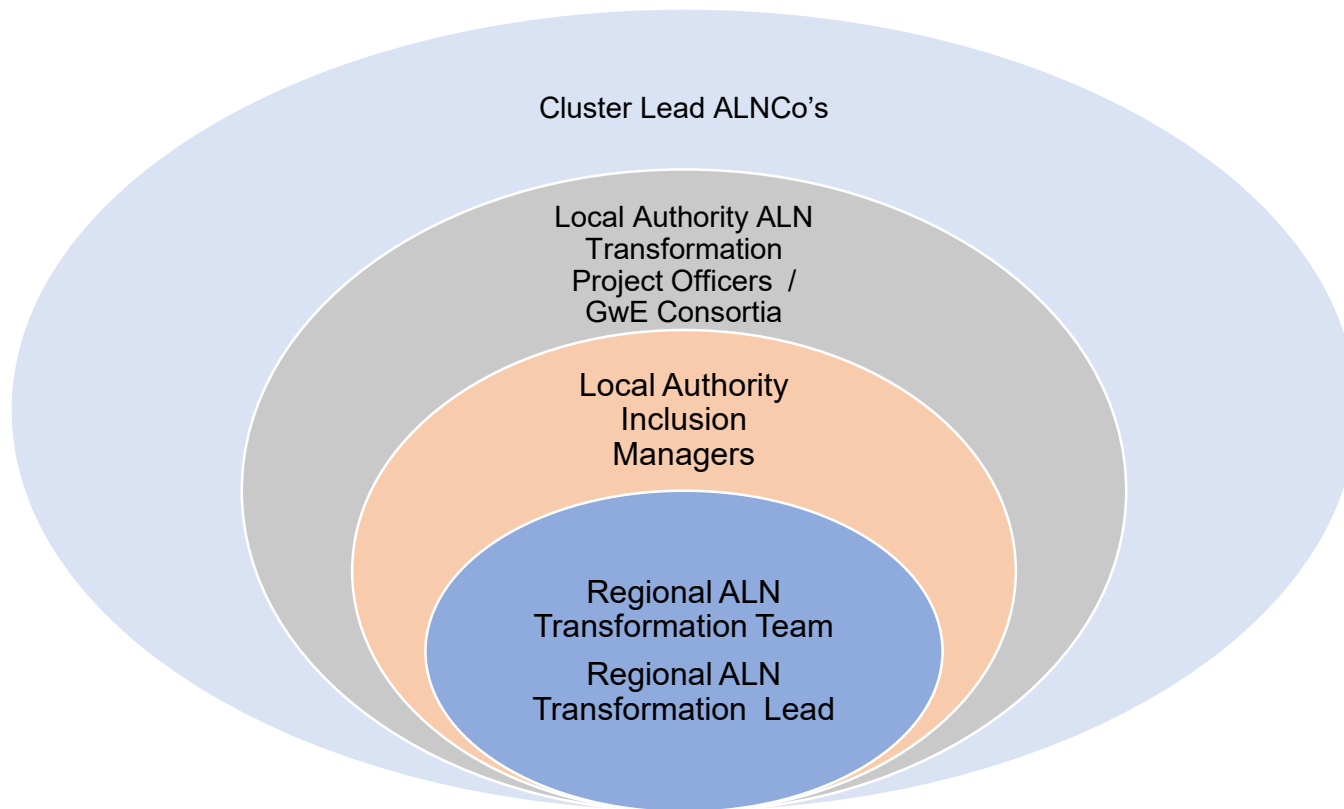 Cluster Lead ALNCo’s
Local Authority ALN
Transformation
Project Officers /
GwE Consortia
Local Authority
Inclusion
Managers
Regional ALN
Transformation Team
Regional ALN
Transformation Lead